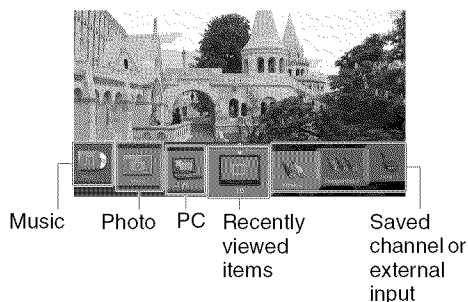 Music
Photo
PC
Recently
viewed
items
Saved
channel or
external
input